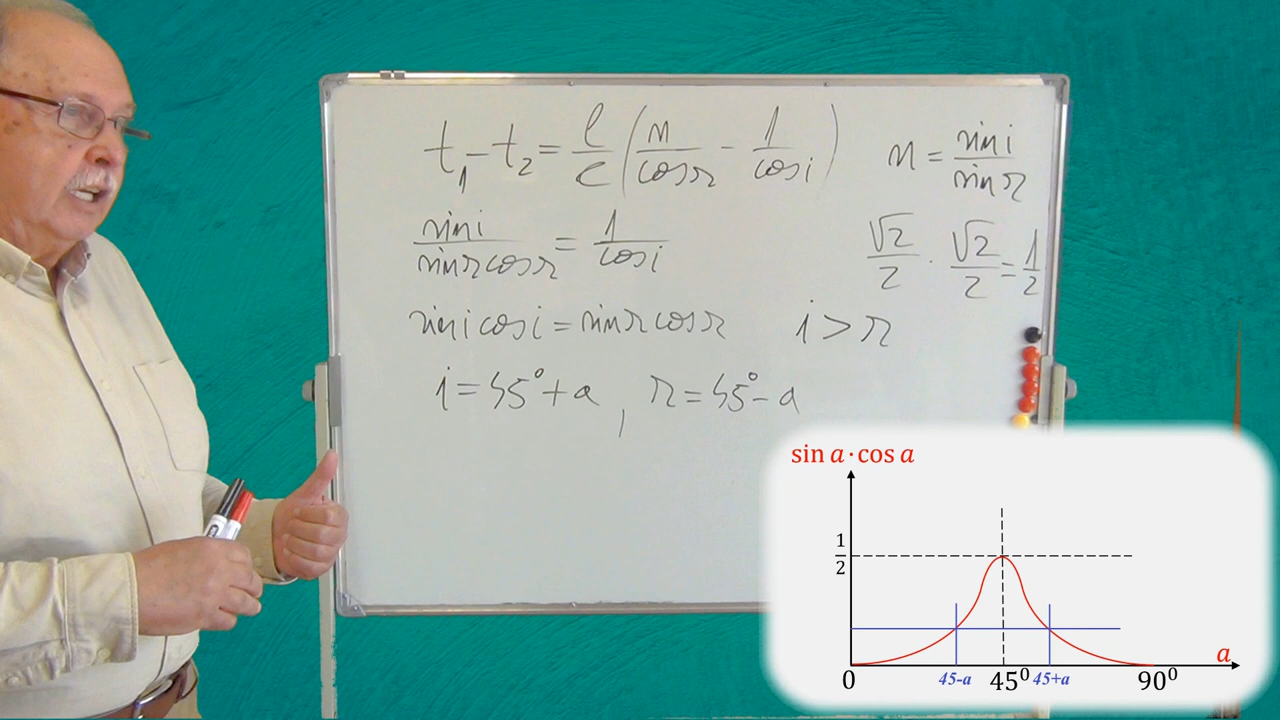 t₁ - t₂ = ℓ/c (n/cos r - 1/cos i)
n = sin i/sin r
sin i/sin r cos r = 1/cos i
√2/2 · √2/2 = 1/2
sin i cos i = sin r cos r
i > r
i = 45° + a , r = 45° - a
sin a · cos a
1/2
a
0
45-a
45⁰
45+a
90⁰